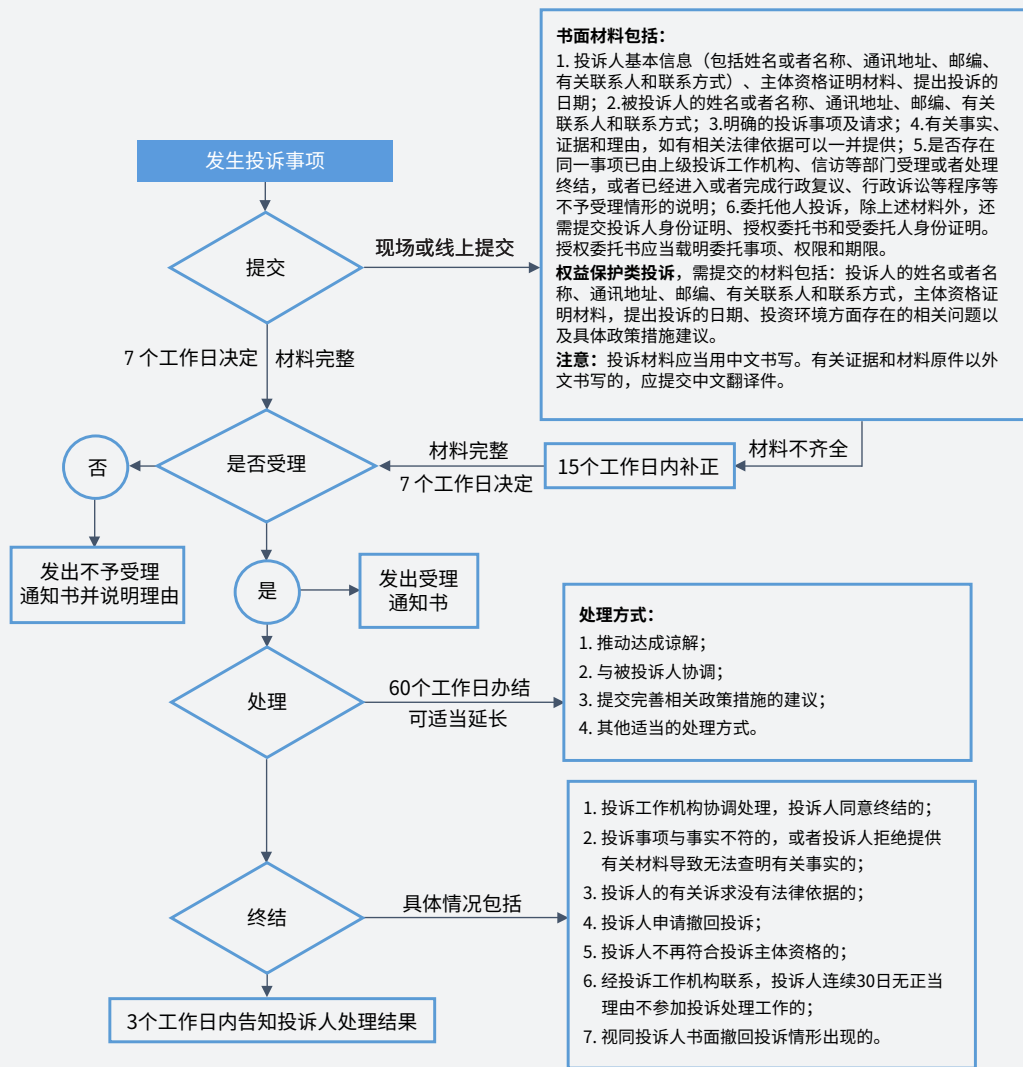 发生投诉事项
提交
现场或线上提交
书面材料包括：
1. 投诉人基本信息（包括姓名或者名称、通讯地址、邮编、
有关联系人和联系方式）、主体资格证明材料、提出投诉的
日期；2.被投诉人的姓名或者名称、通讯地址、邮编、有关
联系人和联系方式；3.明确的投诉事项及请求；4.有关事实、
证据和理由，如有相关法律依据可以一并提供；5.是否存在
同一事项已由上级投诉工作机构、信访等部门受理或者处理
终结，或者已经进入或者完成行政复议、行政诉讼等程序等
不予受理情形的说明；6.委托他人投诉，除上述材料外，还
需提交投诉人身份证明、授权委托书和受委托人身份证明。
授权委托书应当载明委托事项、权限和期限。
权益保护类投诉，需提交的材料包括：投诉人的姓名或者名
称、通讯地址、邮编、有关联系人和联系方式，主体资格证
明材料，提出投诉的日期、投资环境方面存在的相关问题以
及具体政策措施建议。
注意：投诉材料应当用中文书写。有关证据和材料原件以外
文书写的，应提交中文翻译件。
7 个工作日决定
材料完整
材料不齐全
15个工作日内补正
材料完整
7 个工作日决定
是否受理
否
发出不予受理
通知书并说明理由
是
发出受理
通知书
处理
60个工作日办结
可适当延长
处理方式：
1. 推动达成谅解；
2. 与被投诉人协调；
3. 提交完善相关政策措施的建议；
4. 其他适当的处理方式。
终结
具体情况包括
1. 投诉工作机构协调处理，投诉人同意终结的；
2. 投诉事项与事实不符的，或者投诉人拒绝提供
有关材料导致无法查明有关事实的；
3. 投诉人的有关诉求没有法律依据的；
4. 投诉人申请撤回投诉；
5. 投诉人不再符合投诉主体资格的；
6. 经投诉工作机构联系，投诉人连续30日无正当
理由不参加投诉处理工作的；
7. 视同投诉人书面撤回投诉情形出现的。
3个工作日内告知投诉人处理结果